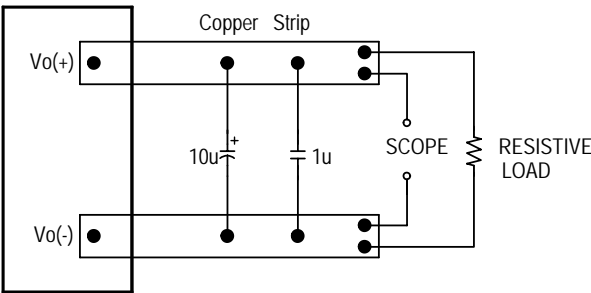 Copper Strip
Vo(+)
10u
+
1u
SCOPE
RESISTIVE
LOAD
Vo(-)